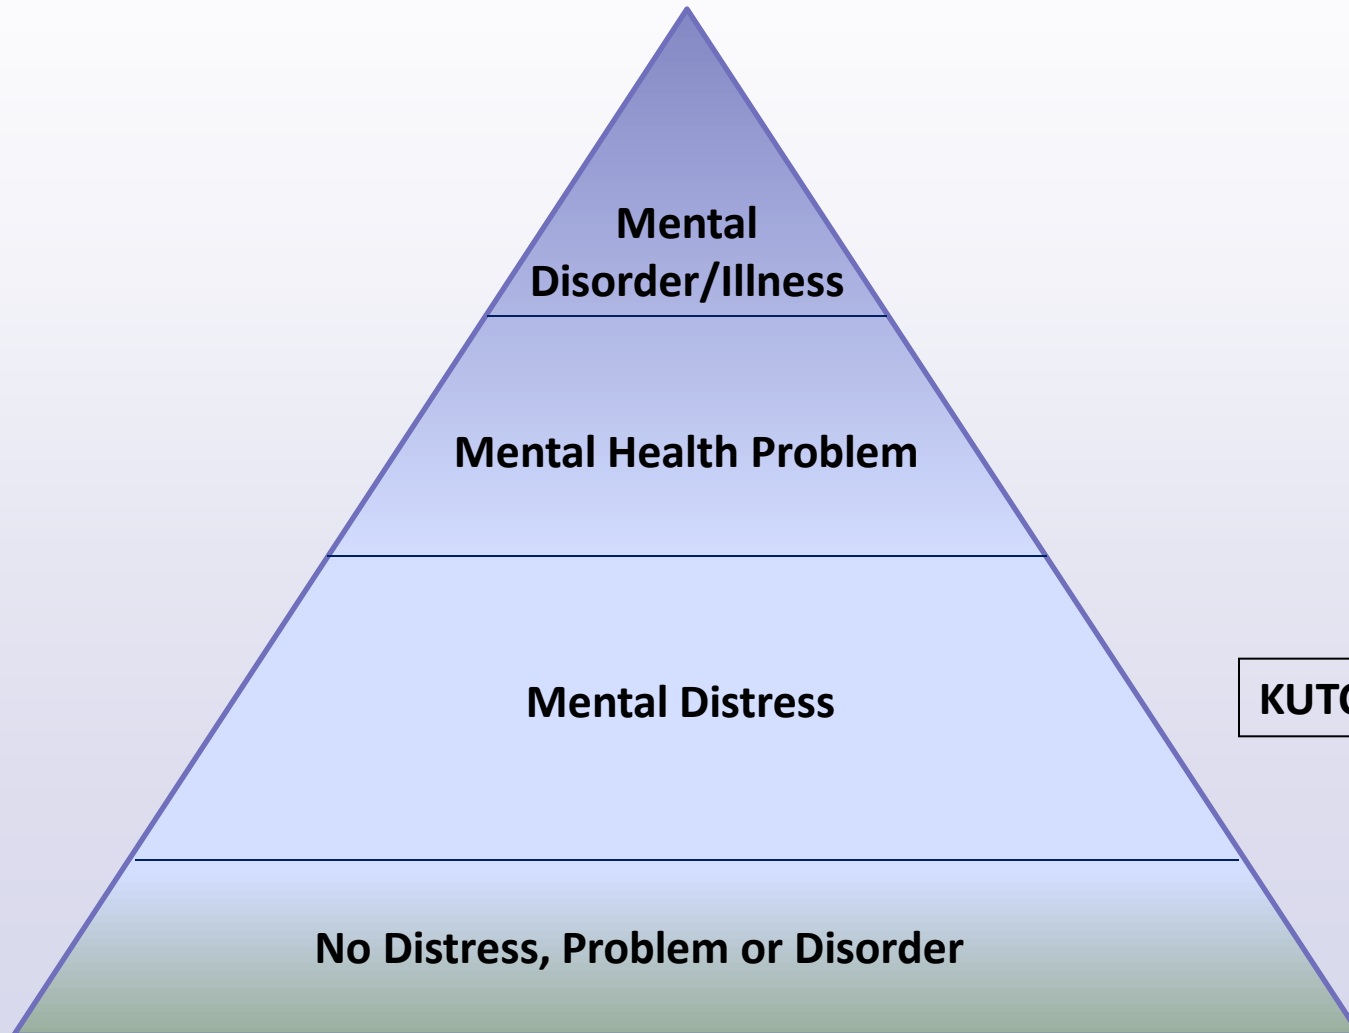 Mental
Disorder/Illness
Mental Health Problem
Mental Distress
No Distress, Problem or Disorder